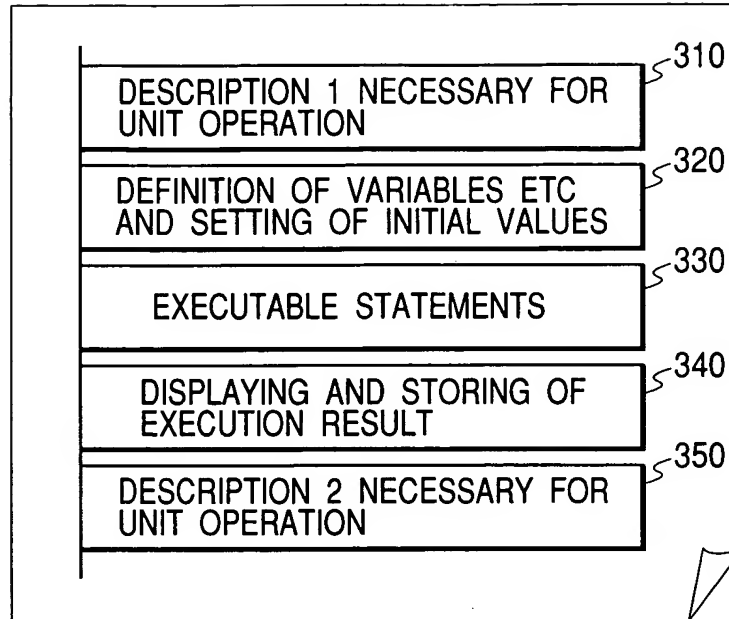 310
DESCRIPTION 1 NECESSARY FOR
UNIT OPERATION
320
DEFINITION OF VARIABLES ETC
AND SETTING OF INITIAL VALUES
330
EXECUTABLE STATEMENTS
340
DISPLAYING AND STORING OF
EXECUTION RESULT
350
DESCRIPTION 2 NECESSARY FOR
UNIT OPERATION